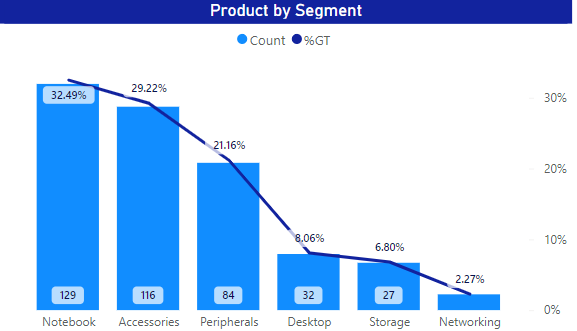 Product by Segment
Count %GT
32.49% 29.22% 21.16% 8.06% 6.80% 2.27%
30%
20%
10%
0%
129 116 84 32 27
Notebook Accessories Peripherals Desktop Storage Networking